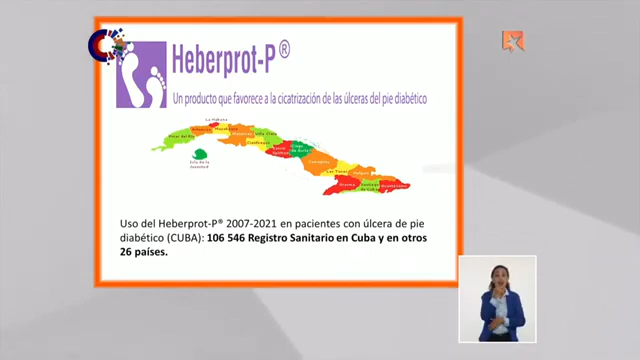 Heberprot-P®
Un producto que favorece a la cicatrización de las úlceras del pie diabético
La Habana
Pinar del Río
Artemisa
Mayabeque
Matanzas
Villa Clara
Cienfuegos
Sancti Spíritus
Ciego de Ávila
Camagüey
Las Tunas
Holguín
Granma
Santiago de Cuba
Guantánamo
Isla de la Juventud
Uso del Heberprot-P® 2007-2021 en pacientes con úlcera de pie
diabético (CUBA): 106 546 Registro Sanitario en Cuba y en otros
26 países.